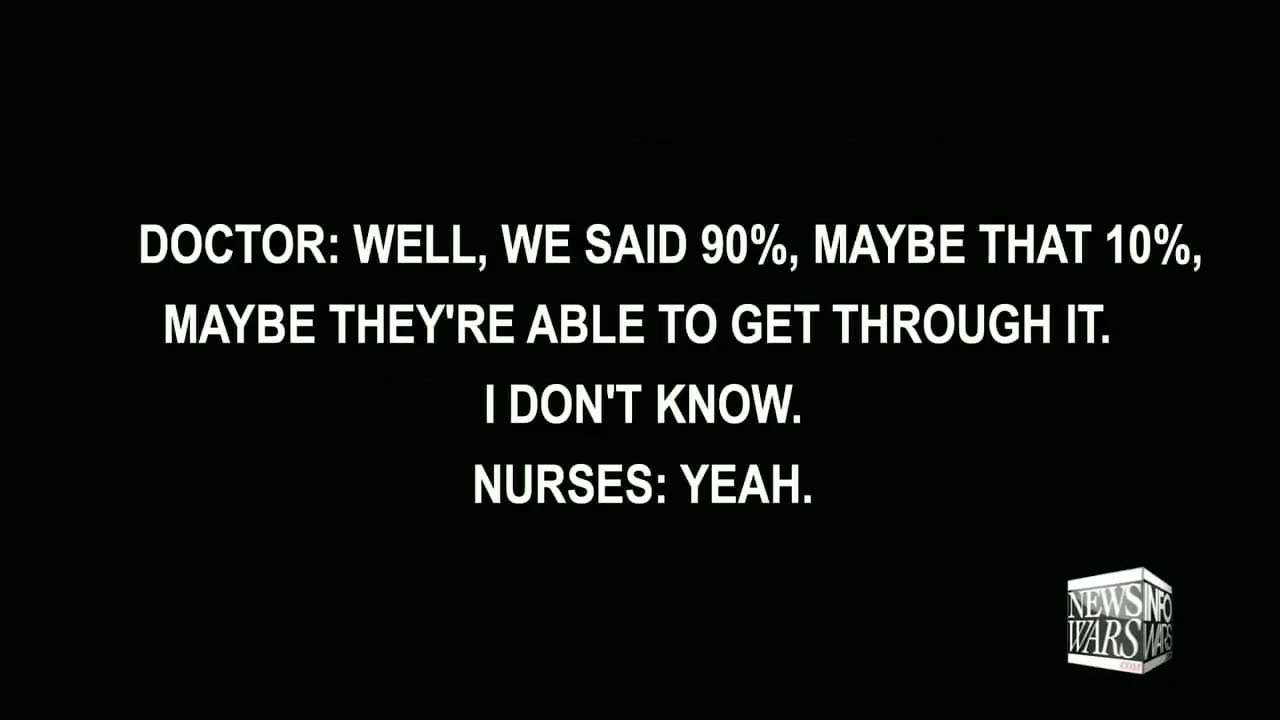 DOCTOR: WELL, WE SAID 90%, MAYBE THAT 10%,
MAYBE THEY'RE ABLE TO GET THROUGH IT.
I DON'T KNOW.
NURSES: YEAH.
NEWS
WARS
.COM
INFO
WARS